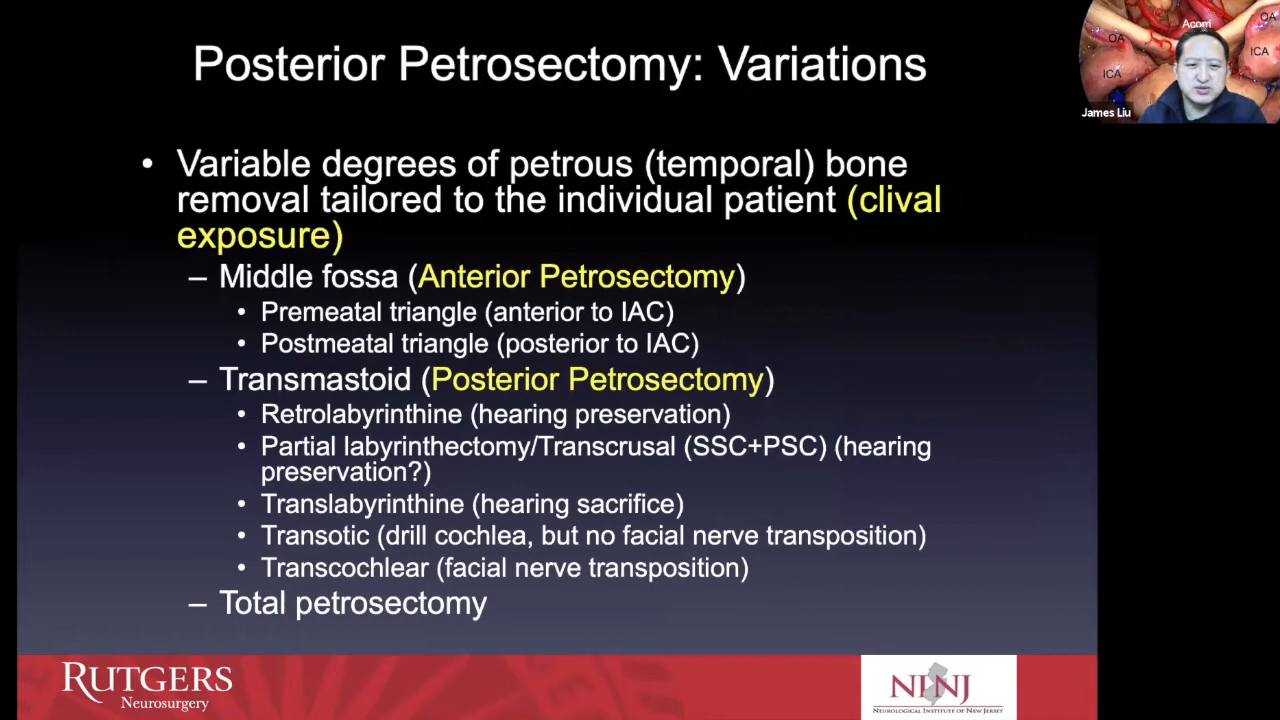 Posterior Petrosectomy: Variations
• Variable degrees of petrous (temporal) bone
removal tailored to the individual patient (clival
exposure)
– Middle fossa (Anterior Petrosectomy)
• Premeatal triangle (anterior to IAC)
• Postmeatal triangle (posterior to IAC)
– Transmastoid (Posterior Petrosectomy)
• Retrolabyrinthine (hearing preservation)
• Partial labyrinthectomy/Transcrusal (SSC+PSC) (hearing
preservation?)
• Translabyrinthine (hearing sacrifice)
• Transotic (drill cochlea, but no facial nerve transposition)
• Transcochlear (facial nerve transposition)
– Total petrosectomy
RUTGERS
Neurosurgery
NINJ
NEUROLOGICAL INSTITUTE OF NEW JERSEY
Acom
OA
OA
ICA
ICA
James Liu